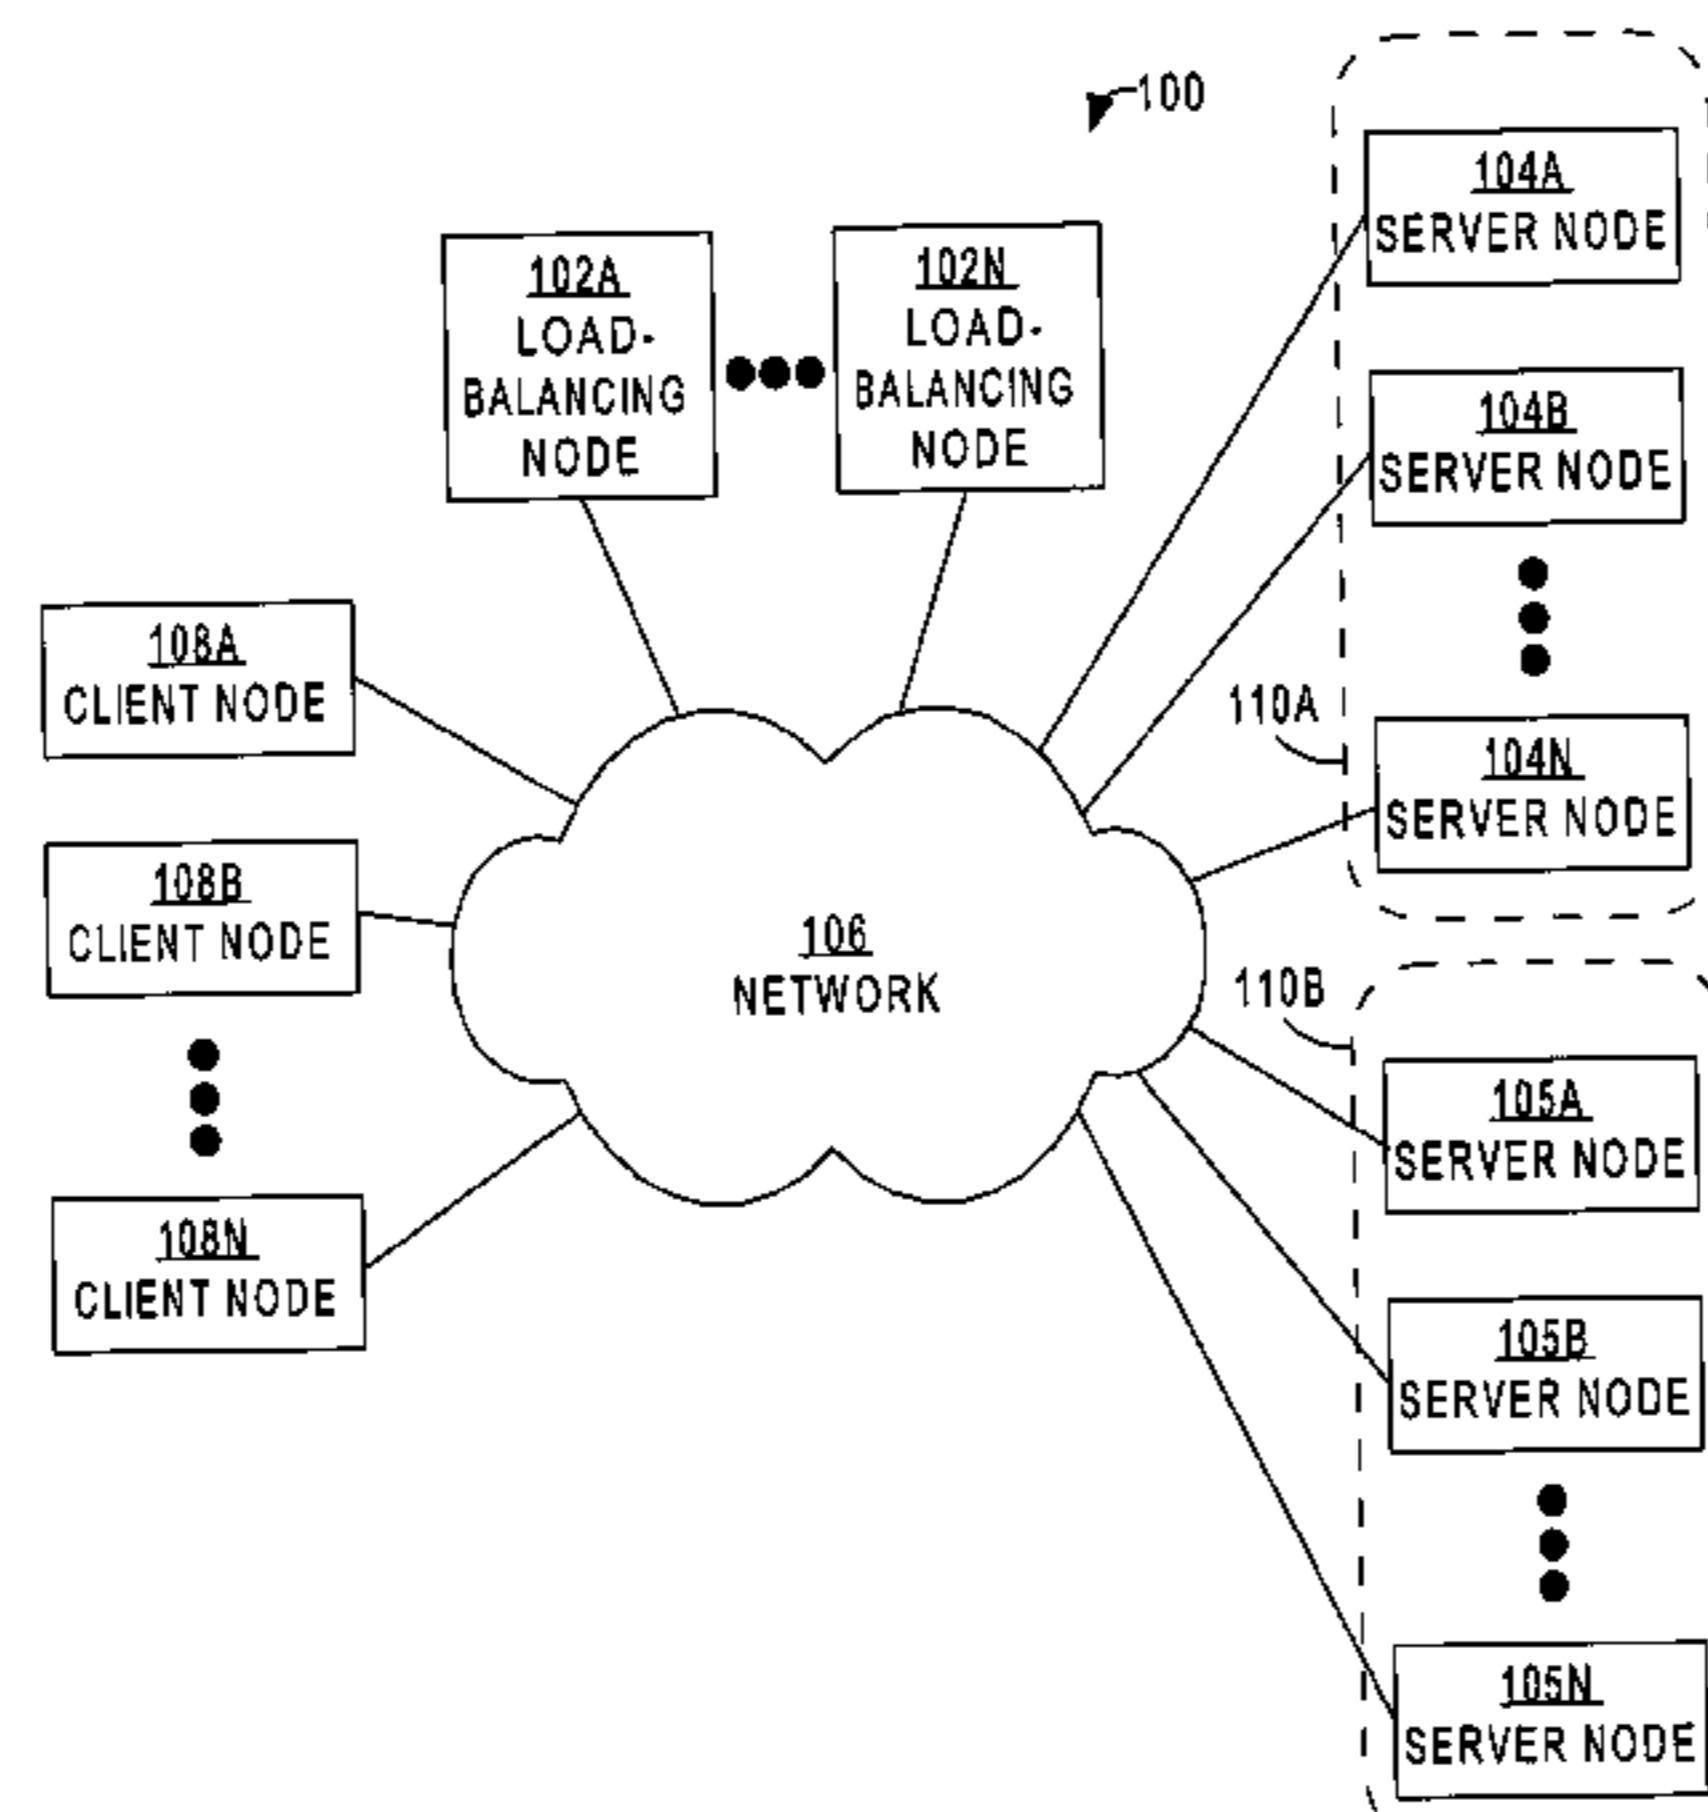 100
104A
SERVER NODE
102A
LOAD-
BALANCING
NODE
102N
LOAD-
BALANCING
NODE
104B
SERVER NODE
108A
CLIENT NODE
110A
104N
SERVER NODE
108B
CLIENT NODE
106
NETWORK
110B
105A
SERVER NODE
108N
CLIENT NODE
105B
SERVER NODE
105N
SERVER NODE